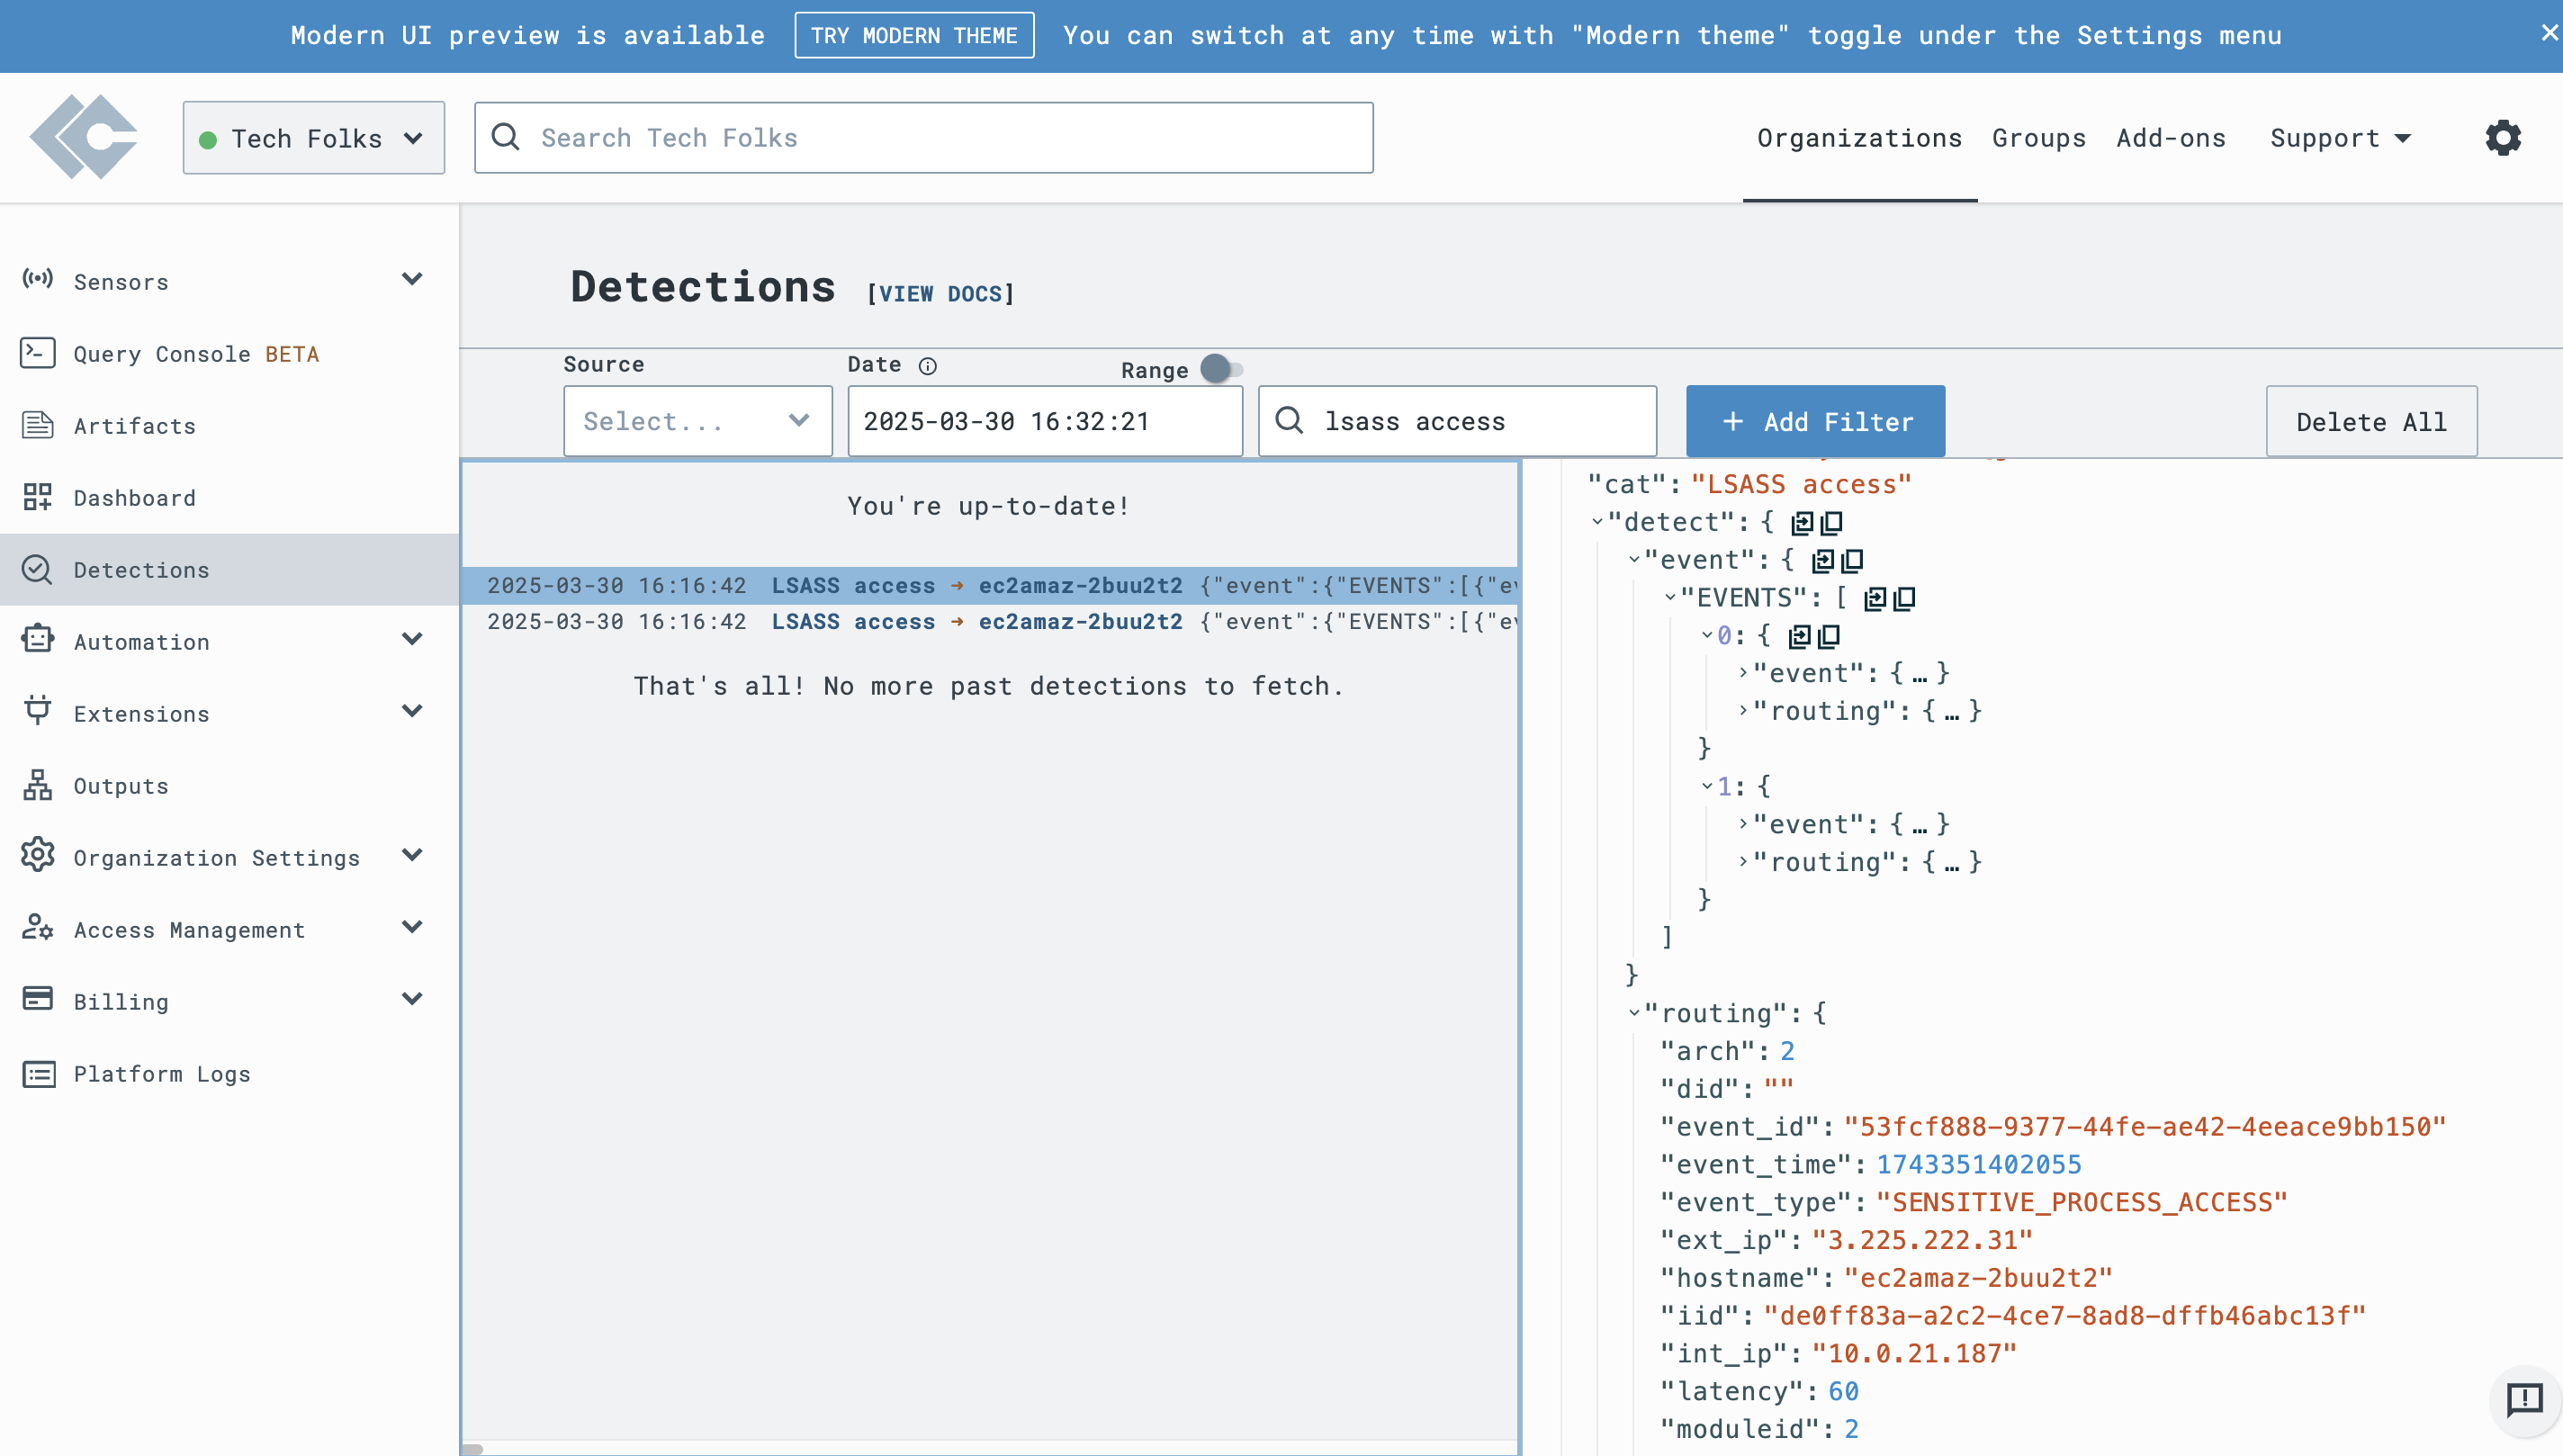 Modern UI preview is available TRY MODERN THEME You can switch at any time with "Modern theme" toggle under the Settings menu
Tech Folks
Search Tech Folks
Organizations Groups Add-ons Support
Sensors
Query Console BETA
Artifacts
Dashboard
Detections
Automation
Extensions
Outputs
Organization Settings
Access Management
Billing
Platform Logs
Detections [VIEW DOCS]
Source Date Range
Select... 2025-03-30 16:32:21 lsass access + Add Filter Delete All
You're up-to-date!
2025-03-30 16:16:42 LSASS access → ec2amaz-2buu2t2 {"event":{"EVENTS":[{"ev
2025-03-30 16:16:42 LSASS access → ec2amaz-2buu2t2 {"event":{"EVENTS":[{"ev
That's all! No more past detections to fetch.
"cat": "LSASS access"
"detect": {
"event": {
"EVENTS": [
0: {
"event": { … }
"routing": { … }
}
1: {
"event": { … }
"routing": { … }
}
]
}
"routing": {
"arch": 2
"did": ""
"event_id": "53fcf888-9377-44fe-ae42-4eeace9bb150"
"event_time": 1743351402055
"event_type": "SENSITIVE_PROCESS_ACCESS"
"ext_ip": "3.225.222.31"
"hostname": "ec2amaz-2buu2t2"
"iid": "de0ff83a-a2c2-4ce7-8ad8-dffb46abc13f"
"int_ip": "10.0.21.187"
"latency": 60
"moduleid": 2